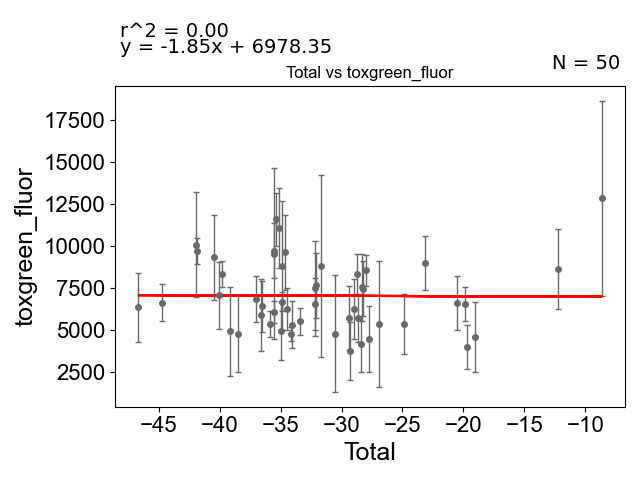 r^2 = 0.00
y = -1.85x + 6978.35
N = 50
Total vs toxgreen_fluor
17500
15000
12500
10000
7500
5000
2500
toxgreen_fluor
−45 −40 −35 −30 −25 −20 −15 −10
Total